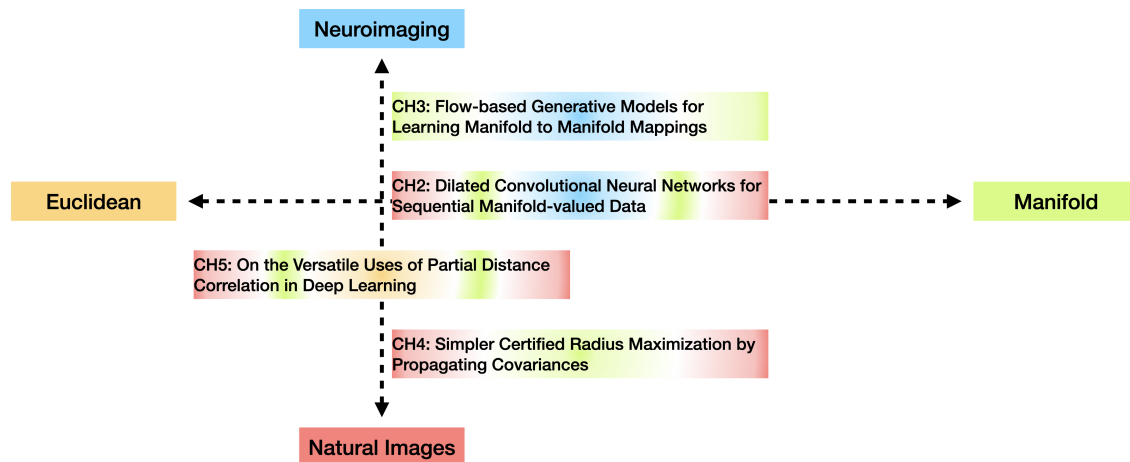 Neuroimaging
CH3: Flow-based Generative Models for
Learning Manifold to Manifold Mappings
Euclidean
CH2: Dilated Convolutional Neural Networks for
Sequential Manifold-valued Data
Manifold
CH5: On the Versatile Uses of Partial Distance
Correlation in Deep Learning
CH4: Simpler Certified Radius Maximization by
Propagating Covariances
Natural Images